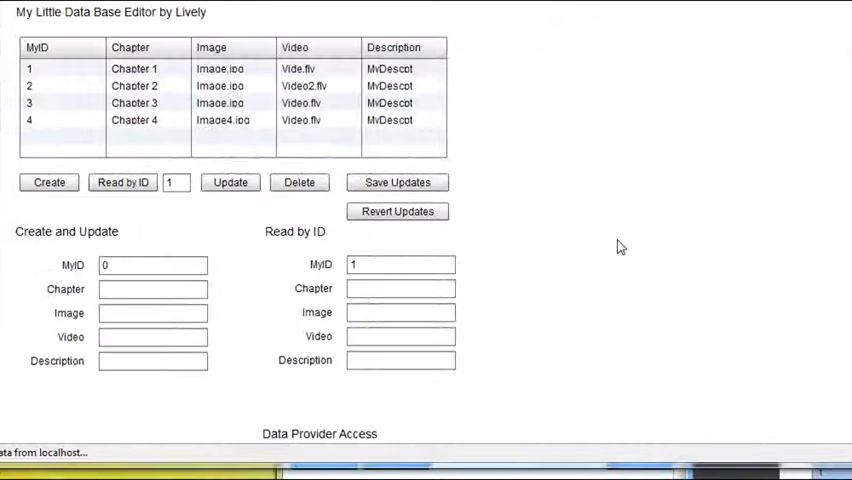 My Little Data Base Editor by Lively
MyID Chapter Image Video Description
1 Chapter 1 Image.jpg Vide.flv MyDescpt
2 Chapter 2 Image.jpg Video2.flv MyDescpt
3 Chapter 3 Image.jpg Video.flv MyDescpt
4 Chapter 4 Image4.jpg Video.flv MyDescpt
Create Read by ID 1 Update Delete Save Updates
Revert Updates
Create and Update Read by ID
MyID 0 MyID 1
Chapter Chapter
Image Image
Video Video
Description Description
Data Provider Access
ata from localhost...